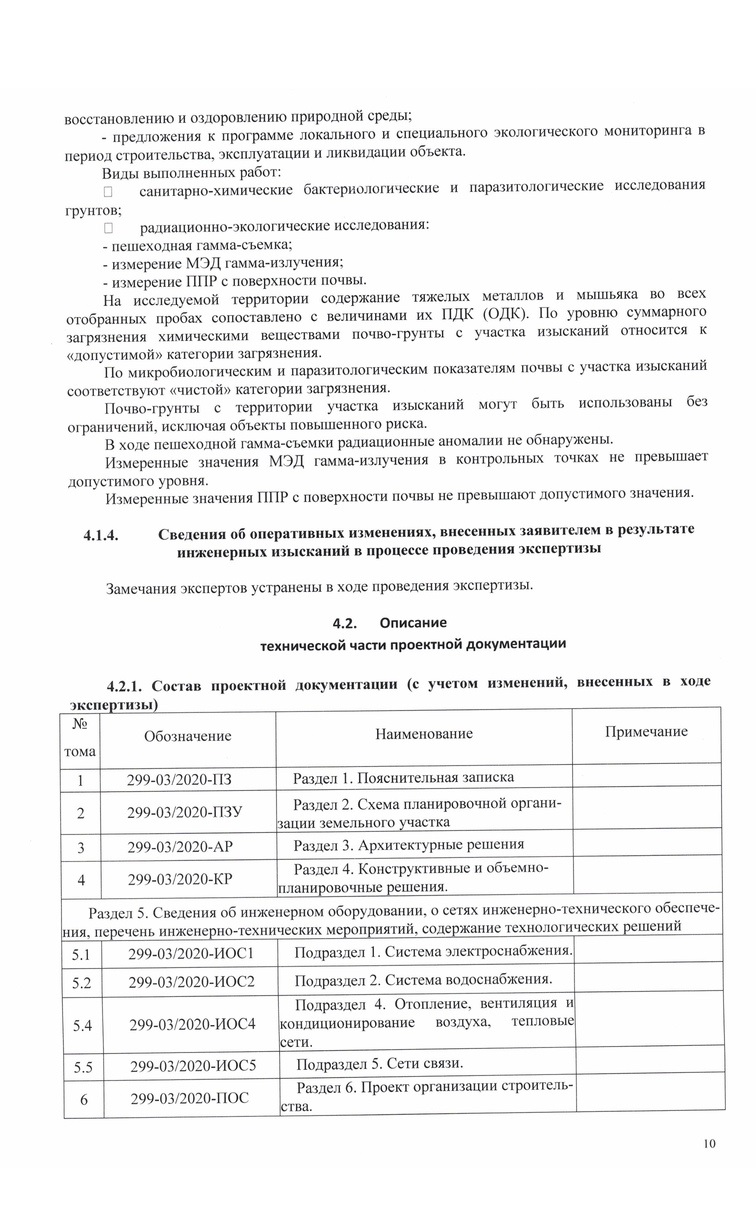 восстановлению и оздоровлению природной среды;
- предложения к программе локального и специального экологического мониторинга в
период строительства, эксплуатации и ликвидации объекта.
Виды выполненных работ:
санитарно-химические бактериологические и паразитологические исследования
грунтов;
радиационно-экологические исследования:
- пешеходная гамма-съемка;
- измерение МЭД гамма-излучения;
- измерение ППР с поверхности почвы.
На исследуемой территории содержание тяжелых металлов и мышьяка во всех
отобранных пробах сопоставлено с величинами их ПДК (ОДК). По уровню суммарного
загрязнения химическими веществами почво-грунты с участка изысканий относится к
«допустимой» категории загрязнения.
По микробиологическим и паразитологическим показателям почвы с участка изысканий
соответствуют «чистой» категории загрязнения.
Почво-грунты с территории участка изысканий могут быть использованы без
ограничений, исключая объекты повышенного риска.
В ходе пешеходной гамма-съемки радиационные аномалии не обнаружены.
Измеренные значения МЭД гамма-излучения в контрольных точках не превышает
допустимого уровня.
Измеренные значения ППР с поверхности почвы не превышают допустимого значения.
4.1.4. Сведения об оперативных изменениях, внесенных заявителем в результате
инженерных изысканий в процессе проведения экспертизы
Замечания экспертов устранены в ходе проведения экспертизы.
4.2. Описание
технической части проектной документации
4.2.1. Состав проектной документации (с учетом изменений, внесенных в ходе
экспертизы)
№
тома
Обозначение
Наименование
Примечание
1 299-03/2020-ПЗ Раздел 1. Пояснительная записка
2 299-03/2020-ПЗУ Раздел 2. Схема планировочной органи-
зации земельного участка
3 299-03/2020-АР Раздел 3. Архитектурные решения
4 299-03/2020-КР Раздел 4. Конструктивные и объемно-
планировочные решения.
Раздел 5. Сведения об инженерном оборудовании, о сетях инженерно-технического обеспече-
ния, перечень инженерно-технических мероприятий, содержание технологических решений
5.1 299-03/2020-ИОС1 Подраздел 1. Система электроснабжения.
5.2 299-03/2020-ИОС2 Подраздел 2. Система водоснабжения.
5.4 299-03/2020-ИОС4 Подраздел 4. Отопление, вентиляция и
кондиционирование воздуха, тепловые
сети.
5.5 299-03/2020-ИОС5 Подраздел 5. Сети связи.
6 299-03/2020-ПОС Раздел 6. Проект организации строитель-
ства.
10